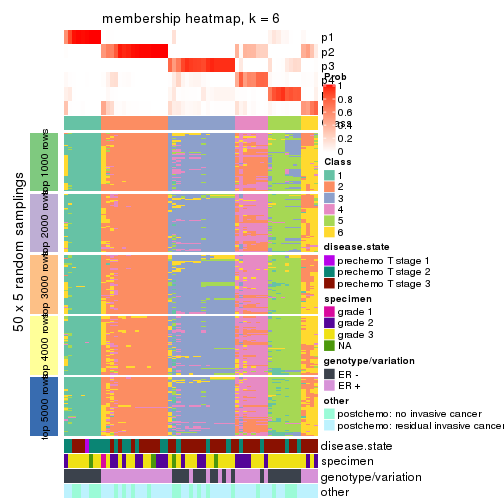 membership heatmap, k = 6
p1
p2
p3
p4
Prob
1
0.8
0.6
0.4
0.2
0
Class
1
2
3
4
5
6
disease.state
prechemo T stage 1
prechemo T stage 2
prechemo T stage 3
specimen
grade 1
grade 2
grade 3
NA
genotype/variation
ER -
ER +
other
postchemo: no invasive cancer
postchemo: residual invasive cancer
50 x 5 random samplings
top 1000 rows
top 2000 rows
top 3000 rows
top 4000 rows
top 5000 rows
disease.state
specimen
genotype/variation
other